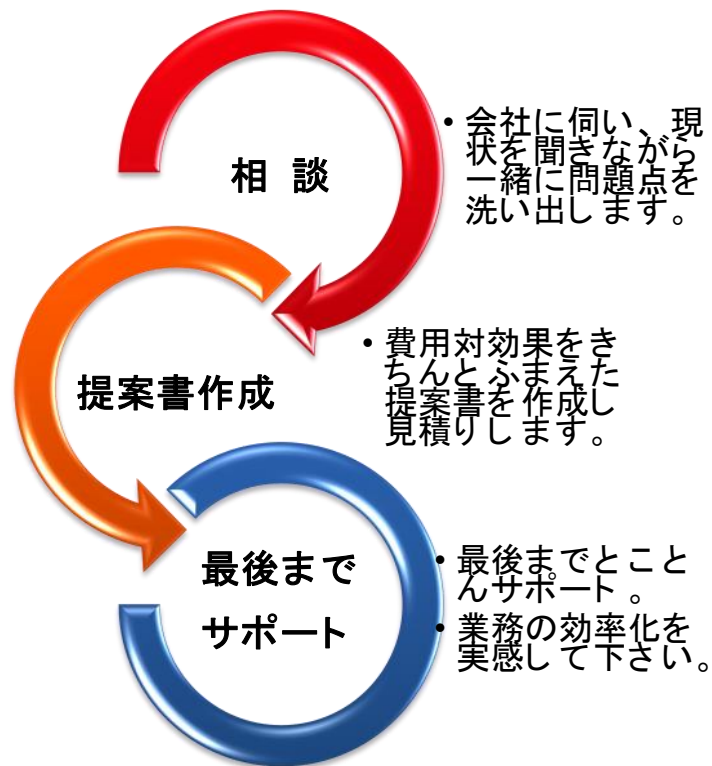 相 談
・会社に伺い、現
状を聞きながら
一緒に問題点を
洗い出します。
提案書作成
・費用対効果をき
ちんとふまえた
提案書を作成し
見積りします。
最後まで
サポート
・最後までとこと
んサポート 。
・業務の効率化を
実感して下さい。